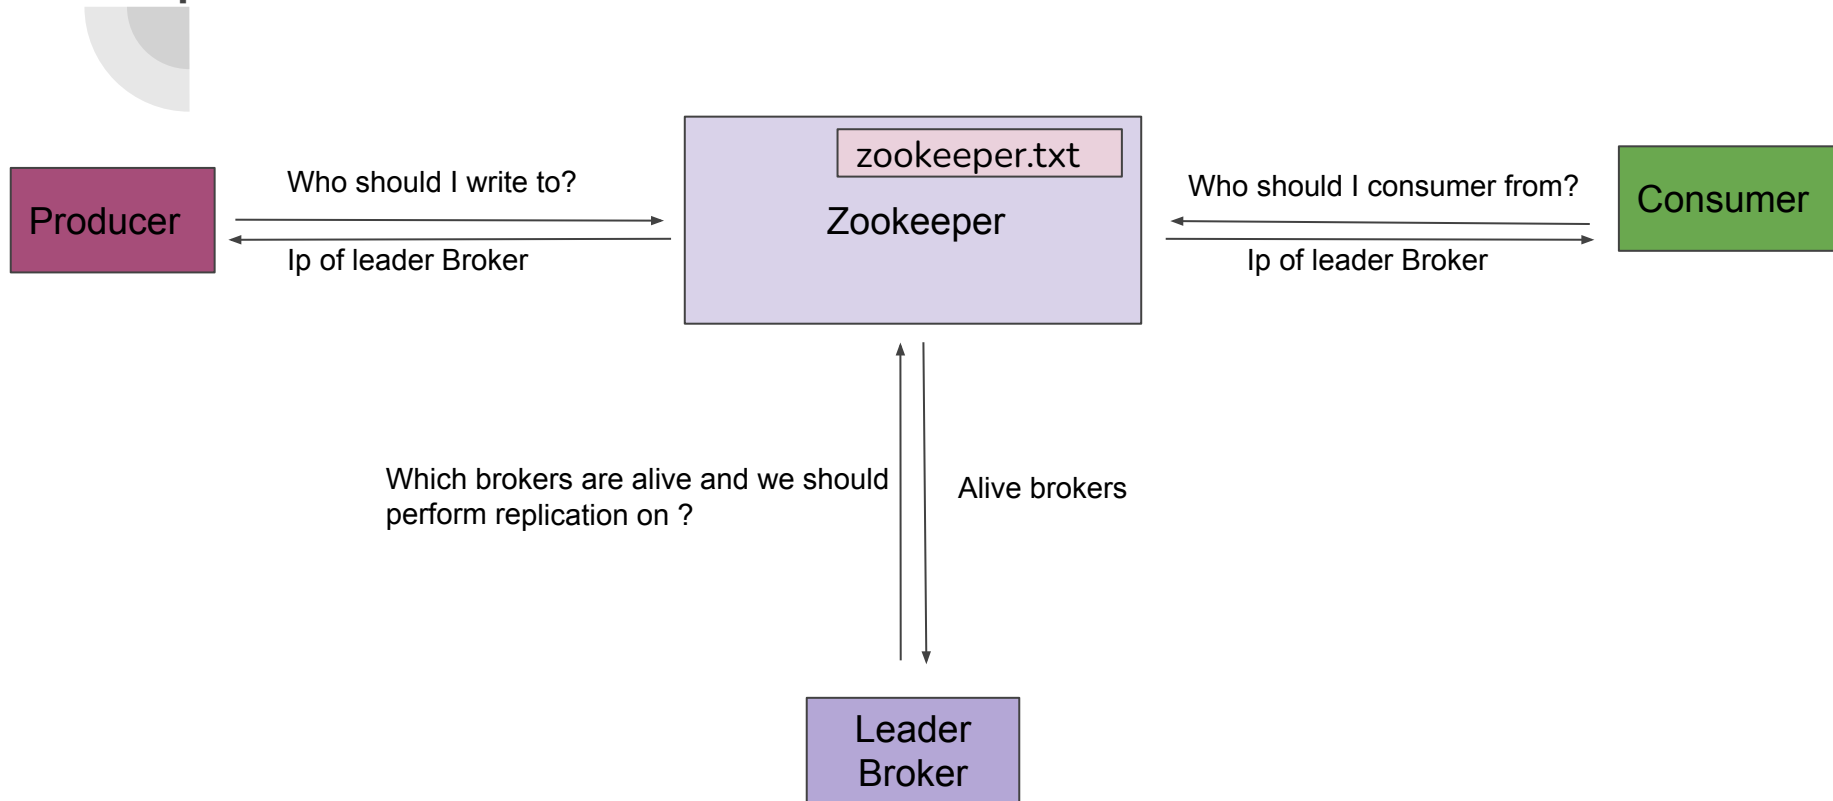 zookeeper.txt
Who should I write to?
Who should I consumer from?
Producer
Zookeeper
Consumer
Ip of leader Broker
Ip of leader Broker
Which brokers are alive and we should
perform replication on ?
Alive brokers
Leader
Broker